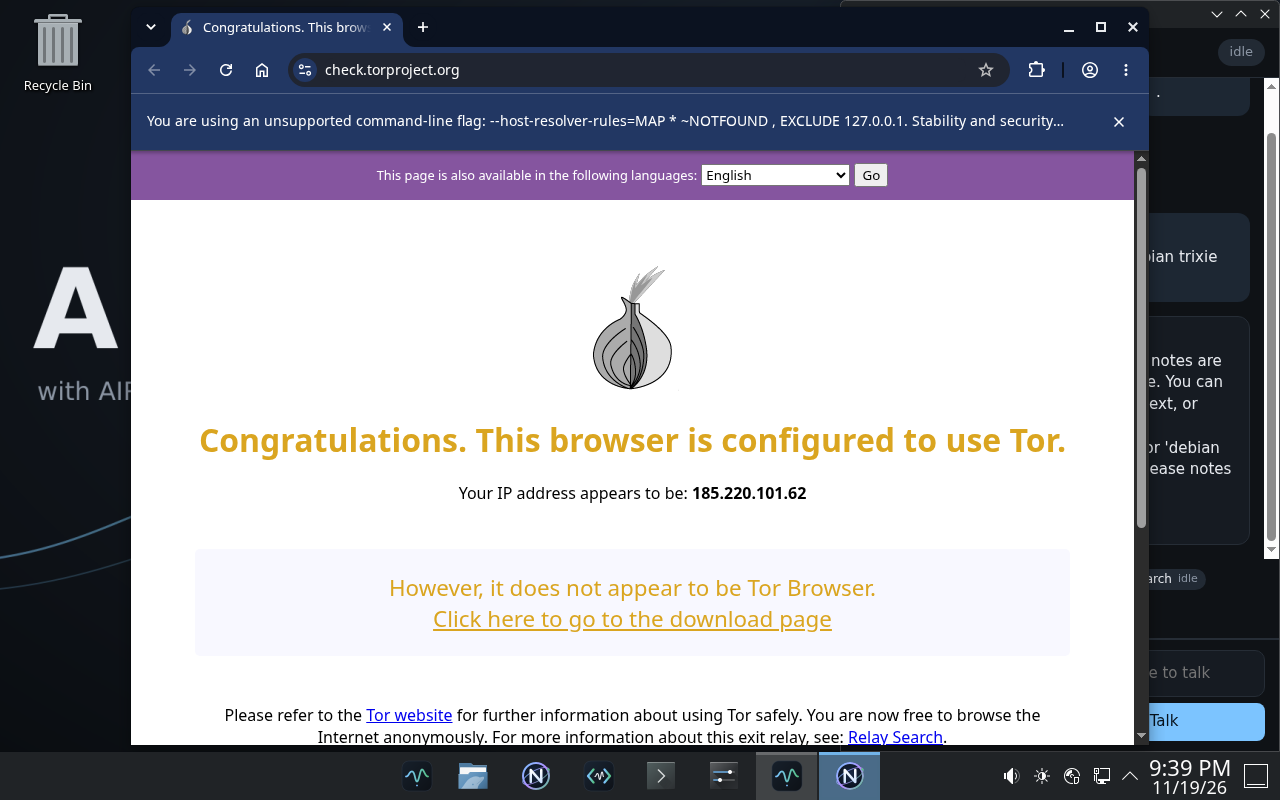 Recycle Bin
A
with AI
Congratulations. This brow
check.torproject.org
You are using an unsupported command-line flag: --host-resolver-rules=MAP * ~NOTFOUND , EXCLUDE 127.0.0.1. Stability and security...
This page is also available in the following languages: English Go
Congratulations. This browser is configured to use Tor.
Your IP address appears to be: 185.220.101.62
However, it does not appear to be Tor Browser.
Click here to go to the download page
Please refer to the Tor website for further information about using Tor safely. You are now free to browse the
Internet anonymously. For more information about this exit relay, see: Relay Search.
idle
.
trixie
notes are
e. You can
ext, or
or 'debian
ease notes
arch idle
e to talk
Talk
9:39 PM
11/19/26